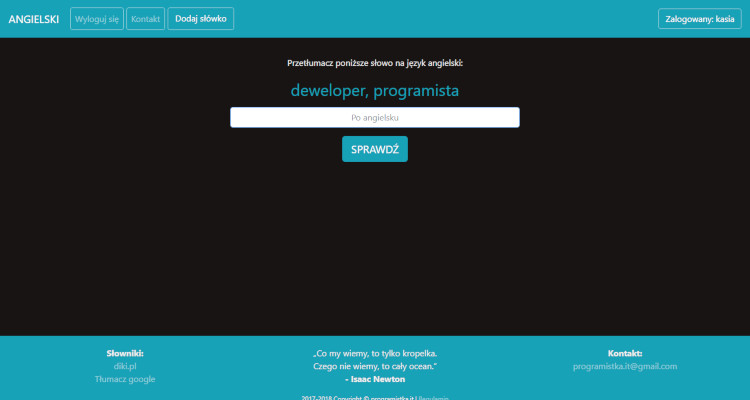 ANGIELSKI Wyloguj się Kontakt Dodaj słówko Zalogowany: kasia
Przetłumacz poniższe słowo na język angielski:
deweloper, programista
Po angielsku
SPRAWDŹ
Słowniki:
diki.pl
Tłumacz google
„Co my wiemy, to tylko kropelka.
Czego nie wiemy, to cały ocean."
- Isaac Newton
2017-2018 Copyright © programistka.it | Regulamin
Kontakt:
programistka.it@gmail.com